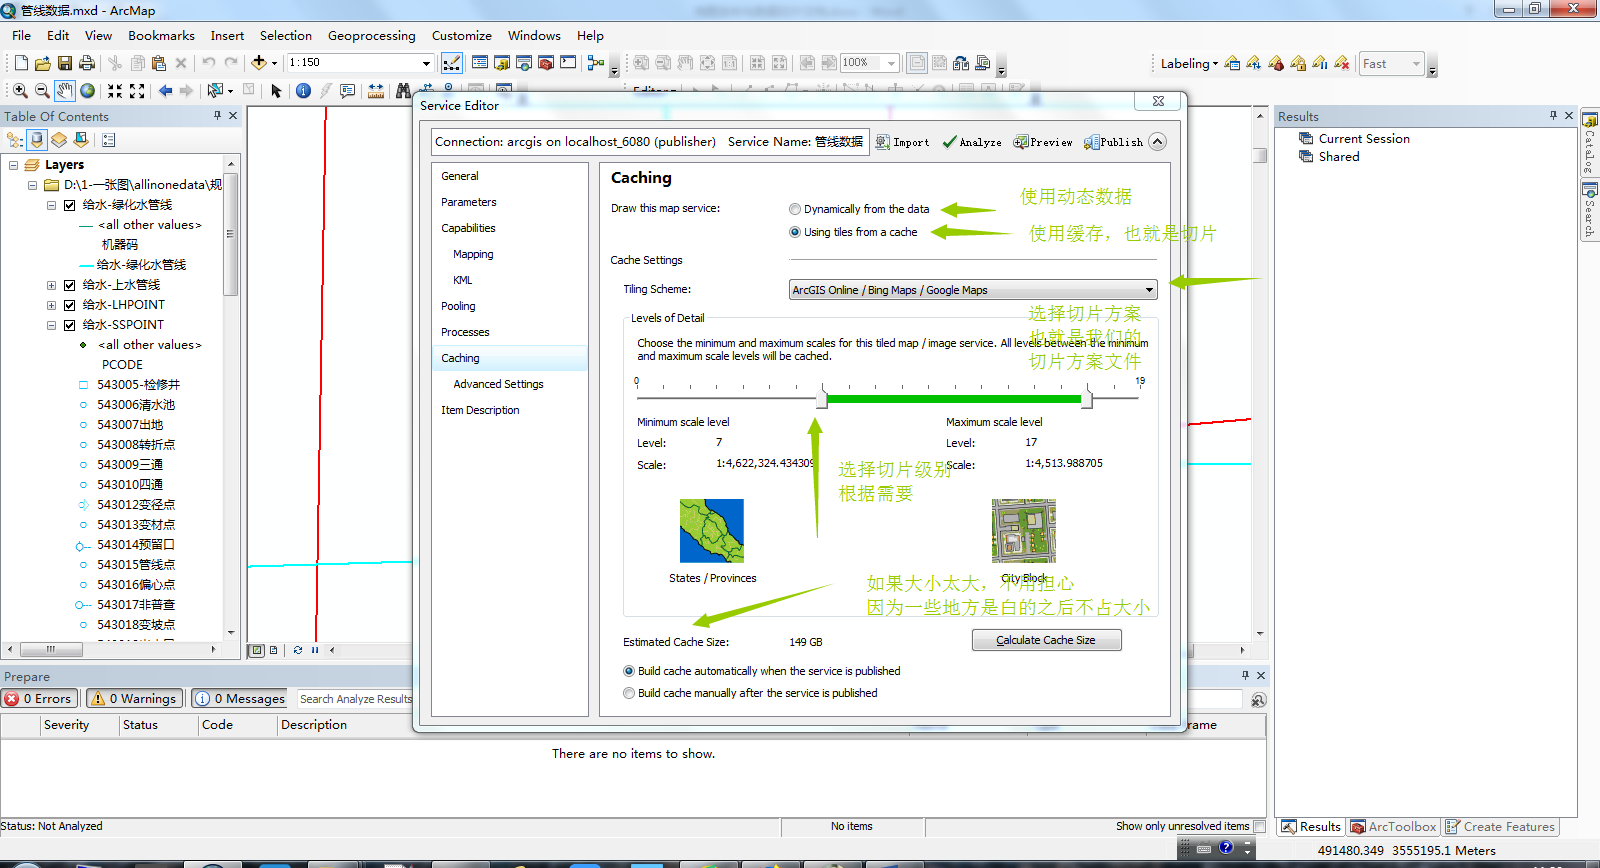 管线数据.mxd - ArcMap
File Edit View Bookmarks Insert Selection Geoprocessing Customize Windows Help
1:150
100%
Labeling
Fast
Table Of Contents
Layers
D:\1-一张图\allinonedata\规
给水-绿化水管线
<all other values>
机器码
给水-绿化水管线
给水-上水管线
给水-LHPOINT
给水-SSPOINT
<all other values>
PCODE
543005-检修井
543006清水池
543007出地
543008转折点
543009三通
543010四通
543012变径点
543013变材点
543014预留口
543015管线点
543016偏心点
543017非普查
543018变坡点
Service Editor
Connection: arcgis on localhost_6080 (publisher) Service Name: 管线数据
Import Analyze Preview Publish
General
Parameters
Capabilities
Mapping
KML
Pooling
Processes
Caching
Advanced Settings
Item Description
Caching
Draw this map service:
Dynamically from the data
使用动态数据
Using tiles from a cache
使用缓存，也就是切片
Cache Settings
Tiling Scheme:
ArcGIS Online / Bing Maps / Google Maps
选择切片方案
也就是我们的
切片方案文件
Levels of Detail
Choose the minimum and maximum scales for this tiled map / image service. All levels between the minimum
and maximum scale levels will be cached.
0 19
Minimum scale level
Level: 7
Scale: 1:4,622,324.434309
Maximum scale level
Level: 17
Scale: 1:4,513.988705
选择切片级别
根据需要
States / Provinces
City Block
如果大小太大，不用担心
因为一些地方是白的之后不占大小
Estimated Cache Size: 149 GB
Calculate Cache Size
Build cache automatically when the service is published
Build cache manually after the service is published
Results
Current Session
Shared
Catalog
Search
Prepare
0 Errors 0 Warnings 0 Messages Search Analyze Results
Severity Status Code Description
rame
There are no items to show.
Status: Not Analyzed
No items
Show only unresolved items
Results ArcToolbox Create Features
491480.349 3555195.1 Meters